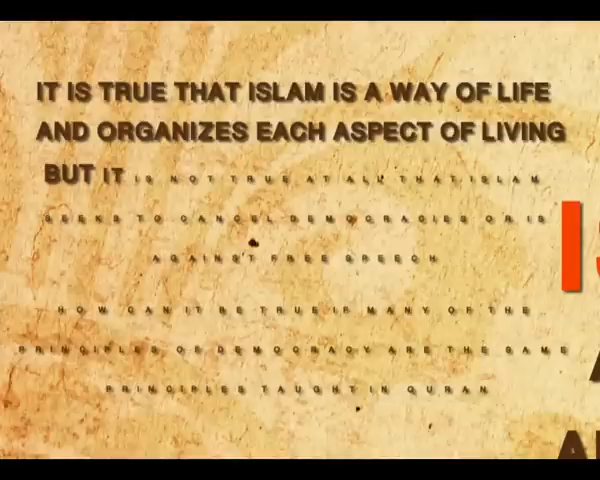 IT IS TRUE THAT ISLAM IS A WAY OF LIFE
AND ORGANIZES EACH ASPECT OF LIVING
BUT IT IS NOT TRUE AT ALL THAT ISLAM
SEEKS TO CANCEL DEMOCRACIES OR IS
AGAINST FREE SPEECH
HOW CAN IT BE TRUE IF MANY OF THE
PRINCIPLES OF DEMOCRACY ARE THE SAME
PRINCIPLES TAUGHT IN QURAN